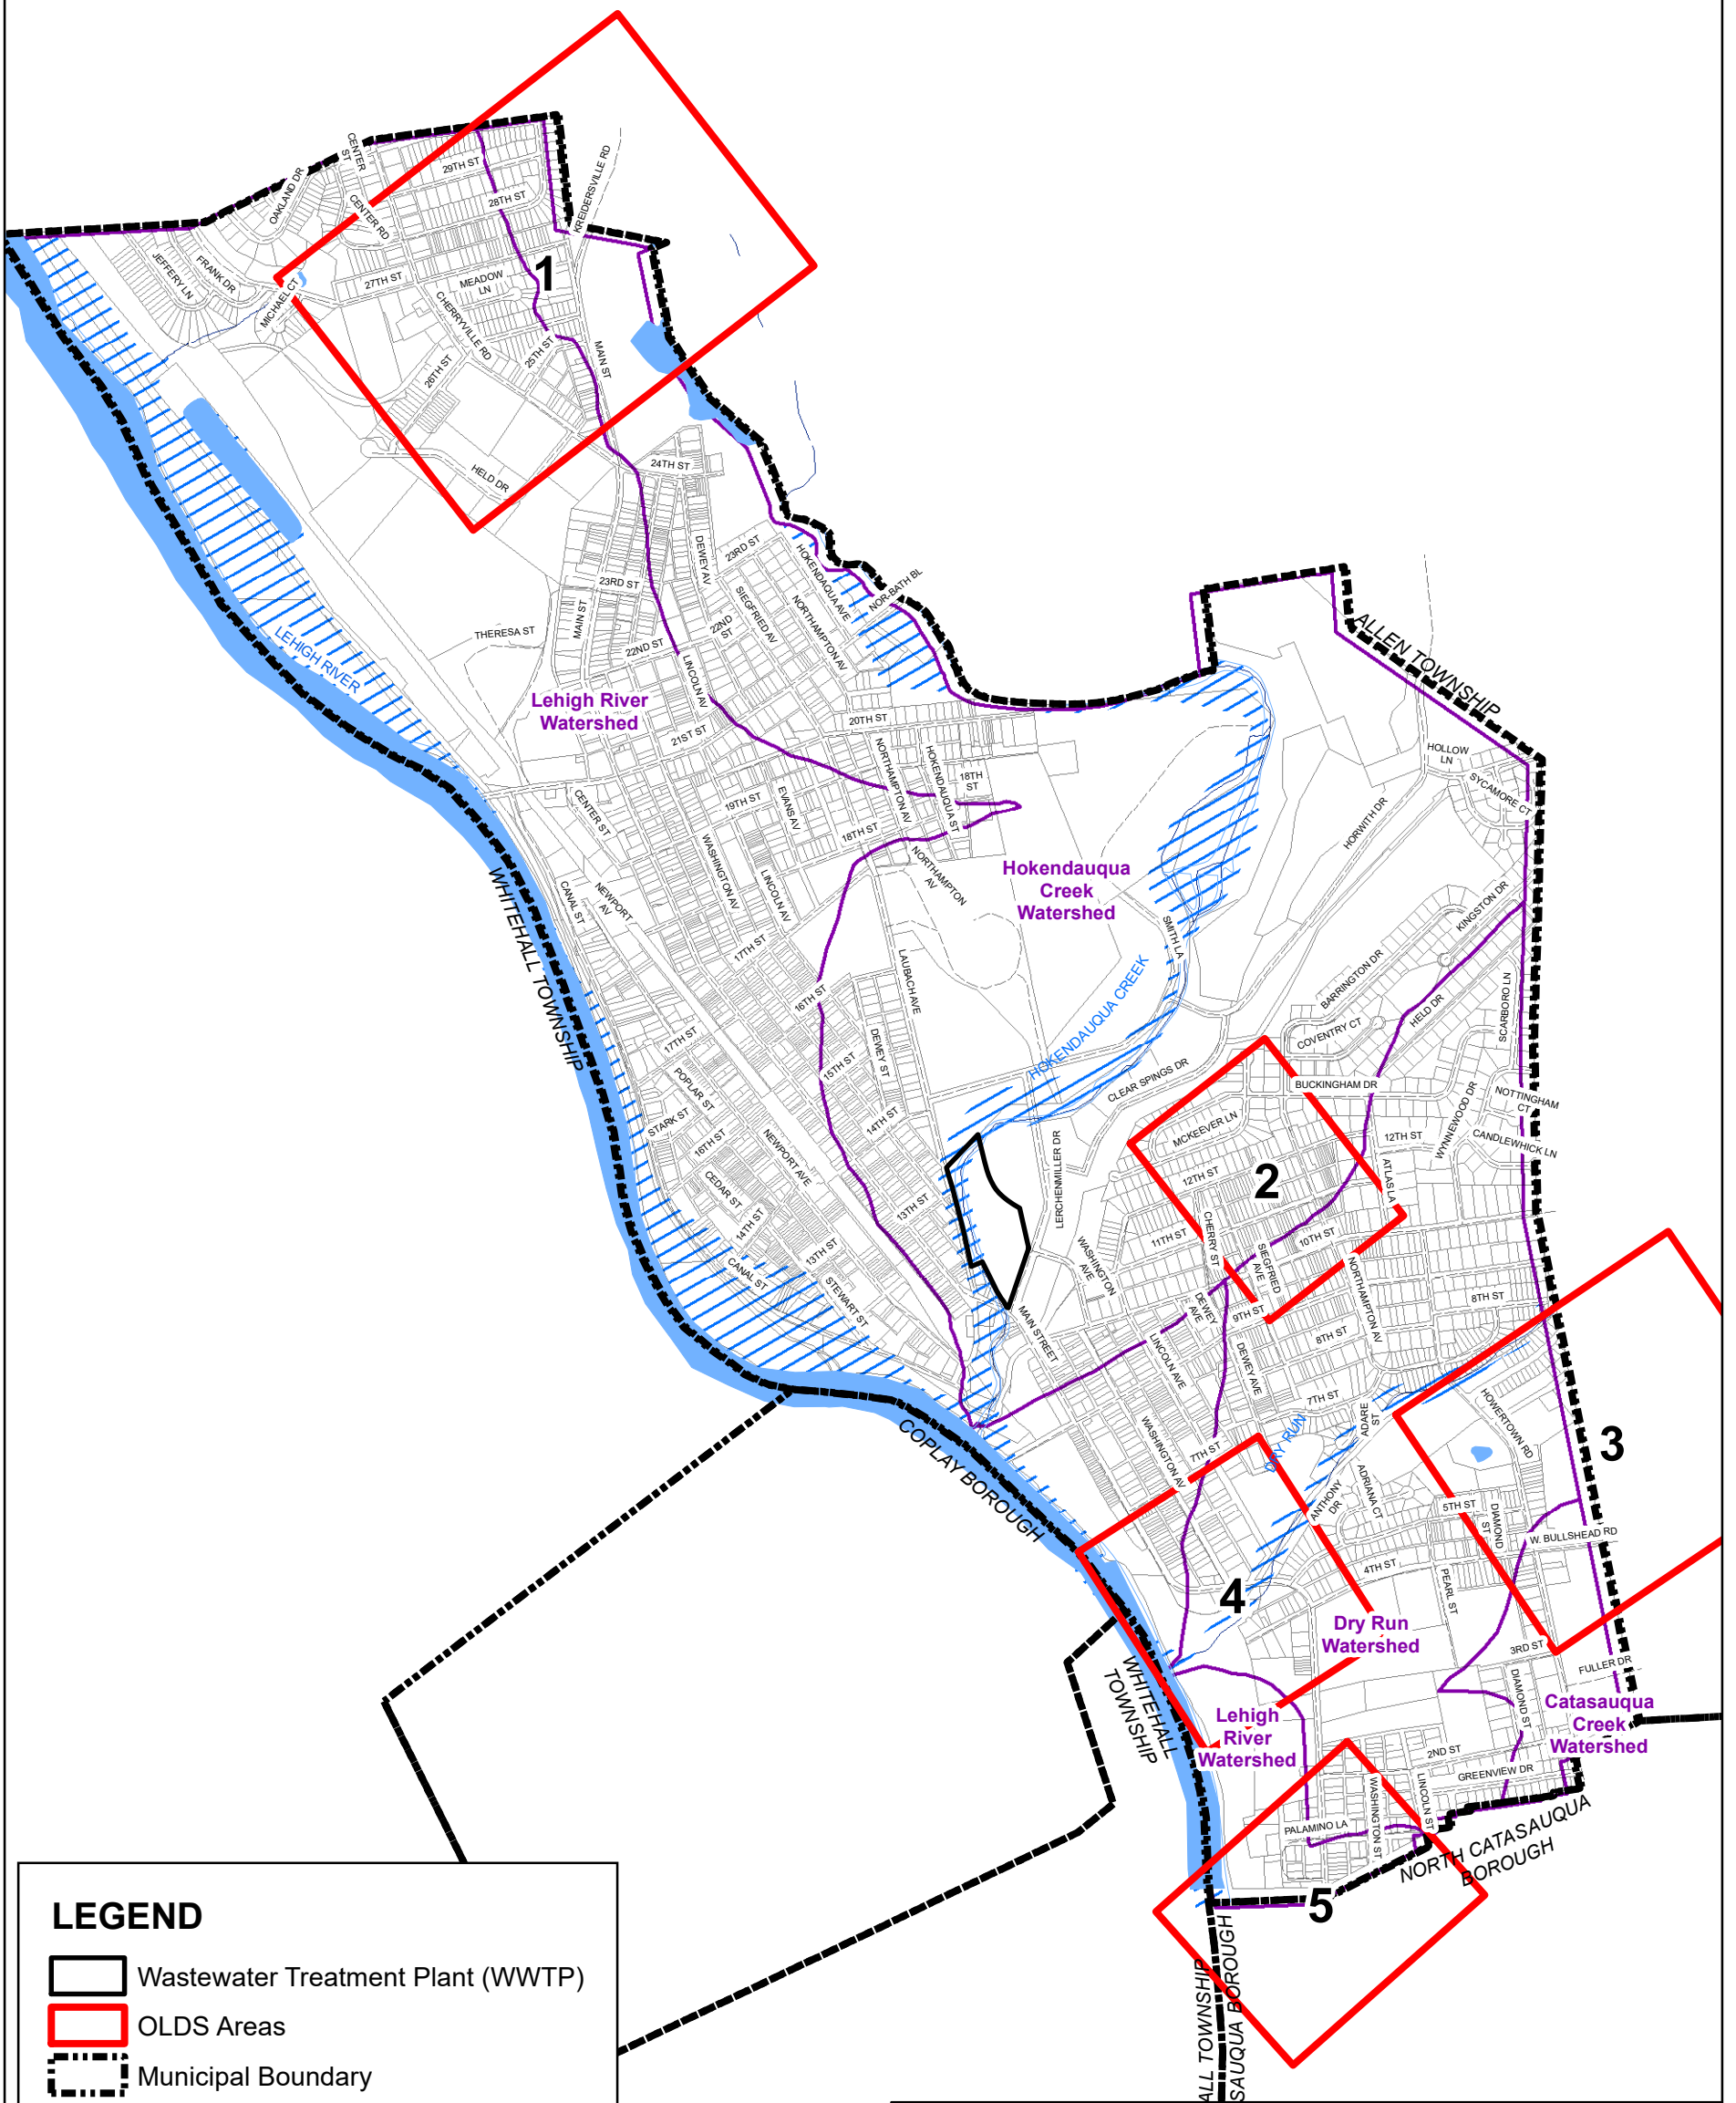 CENTER
ST
29TH ST
KREIDERSVILLE RD
OAKLAND DR
28TH ST
CENTER RD
FRANK DR
JEFFERY LN
1
27TH ST
MEADOW
LN
MICHAEL CT
CHERRYVILLE RD
25TH ST
MAIN ST
26TH ST
24TH ST
HELD DR
DEWEY AV
23RD ST
HOKENDAQUA AVE
23RD ST
NOR-BATH BL
SIEGFRIED AV
NORTHAMPTON AV
THERESA ST
MAIN ST
22ND
ST
22ND ST
LEHIGH RIVER
LINCOLN AV
ALLEN TOWNSHIP
Lehigh River
Watershed
20TH ST
21ST ST
NORTHAMPTON AV
HOKENDAUQUA ST
18TH
ST
HOLLOW
LN
SYCAMORE CT
19TH ST
EVANS AV
CENTER ST
18TH ST
HORWITH DR
WASHINGTON AV
LINCOLN AV
NORTHAMPTON
AV
Hokendauqua
Creek
Watershed
WHITEHALL TOWNSHIP
CANAL ST
NEWPORT
AV
KINGSTON DR
SMITH LA
17TH ST
LAUBACH AVE
BARRINGTON DR
16TH ST
HOKENDAUQUA CREEK
HELD DR
SCARBORO LN
17TH ST
DEWEY ST
COVENTRY CT
15TH ST
POPLAR ST
CLEAR SPINGS DR
BUCKINGHAM DR
NOTTINGHAM
CT
STARK ST
14TH ST
MCKEEVER LN
WYNNEWOOD DR
16TH ST
NEWPORT AVE
12TH ST
CANDLEWHICK LN
LERCHENMILLER DR
12TH ST
2
ATLAS LA
CEDAR ST
13TH ST
14TH ST
CHERRY ST
11TH ST
10TH ST
13TH ST
WASHINGTON
AVE
SIEGFRIED
AVE
CANAL ST
STEWART ST
NORTHAMPTON AV
DEWEY
AVE
9TH ST
8TH ST
MAIN STREET
8TH ST
LINCOLN AVE
DEWEY AVE
7TH ST
ADARE
ST
HOWERTOWN RD
3
COPLAY BOROUGH
WASHINGTON AV
7TH ST
DRY RUN
ADRIANA CT
ANTHONY
DR
5TH ST
DIAMOND
ST
W. BULLSHEAD RD
4TH ST
4
PEARL ST
Dry Run
Watershed
3RD ST
FULLER DR
WHITEHALL
TOWNSHIP
DIAMOND ST
Lehigh
River
Watershed
Catasauqua
Creek
Watershed
2ND ST
GREENVIEW DR
WASHINGTON ST
LINCOLN ST
PALAMINO LA
NORTH CATASAUQUA
BOROUGH
5
ALL TOWNSHIP
SAUQUA BOROUGH
LEGEND
Wastewater Treatment Plant (WWTP)
OLDS Areas
Municipal Boundary